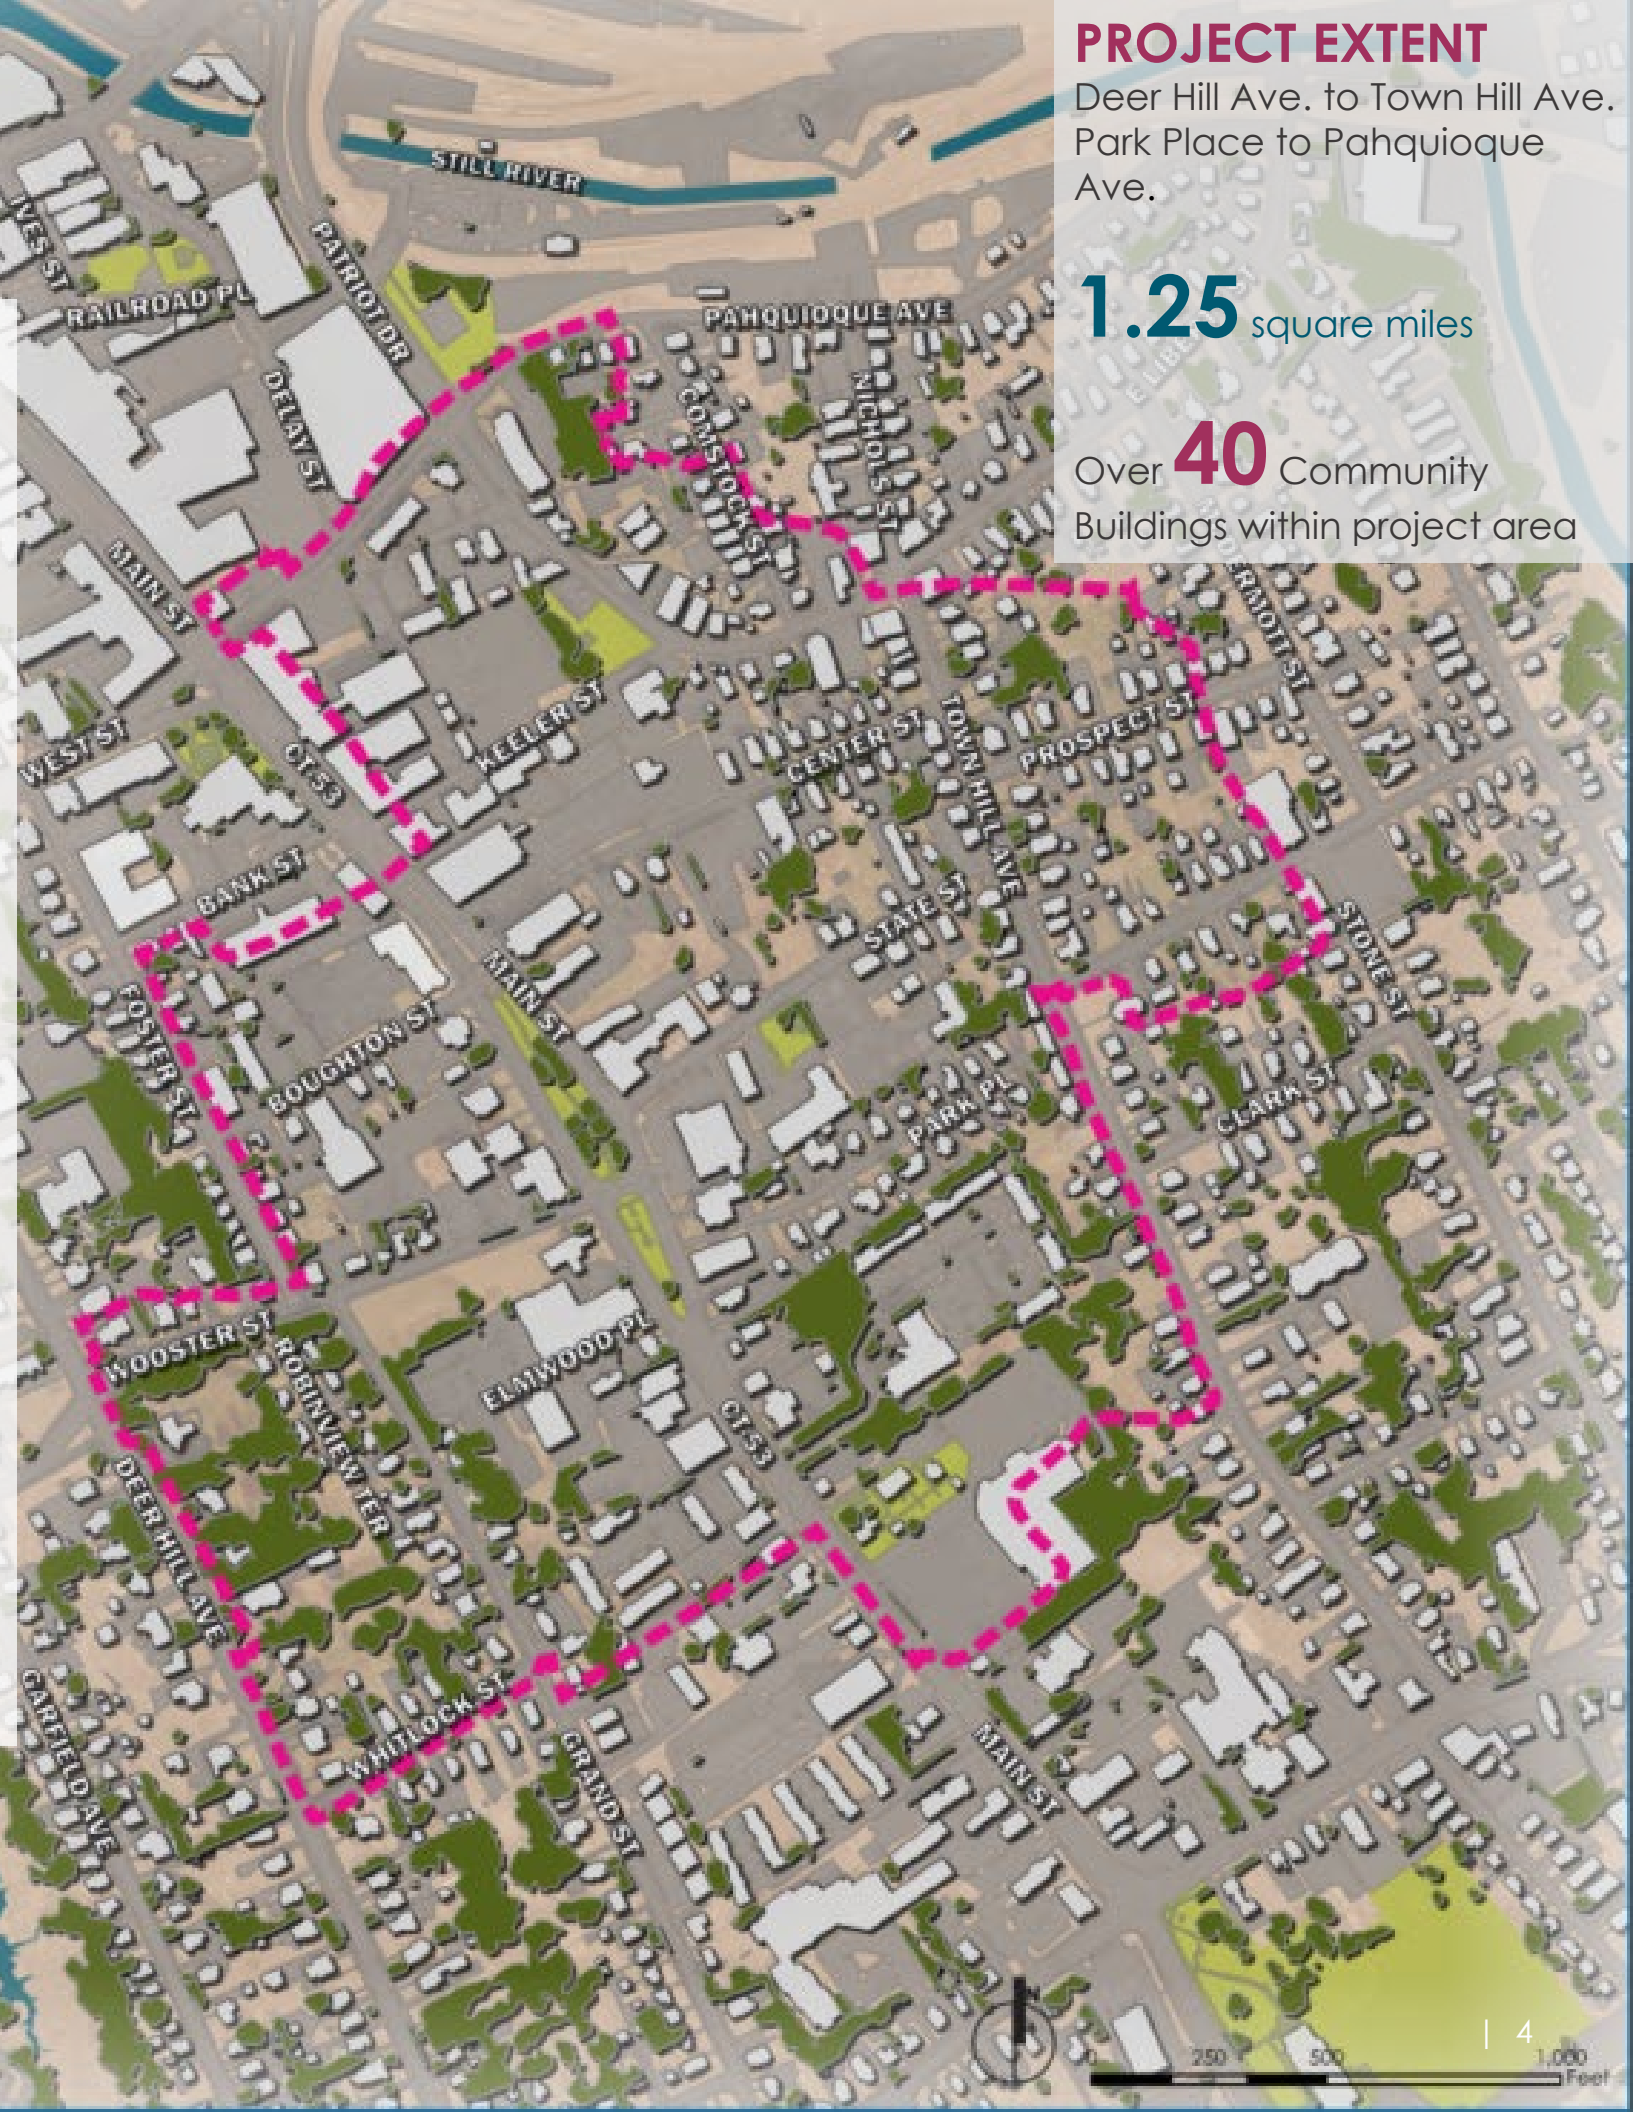 PROJECT EXTENT
Deer Hill Ave. to Town Hill Ave.
Park Place to Pahquioque
Ave.
1.25 square miles
Over 40 Community
Buildings within project area
STILL RIVER
IVES ST
RAILROAD PL
PATRIOT DR
PAHQUIOQUE AVE
DELAY ST
COMSTOCK ST
NICHOLS ST
MAIN ST
WEST ST
CT-53
KEELER ST
CENTER ST
TOWN HILL AVE
PROSPECT ST
BANK ST
STATE ST
STONE ST
FOSTER ST
MAIN ST
BOUGHTON ST
PARK PL
CLARK ST
WOOSTER ST
ROBINVIEW TER
ELMWOOD PL
CT-53
DEER HILL AVE
GARFIELD AVE
WHITLOCK ST
GRAND ST
MAIN ST
N
| 4
0 250 500 1,000
Feet